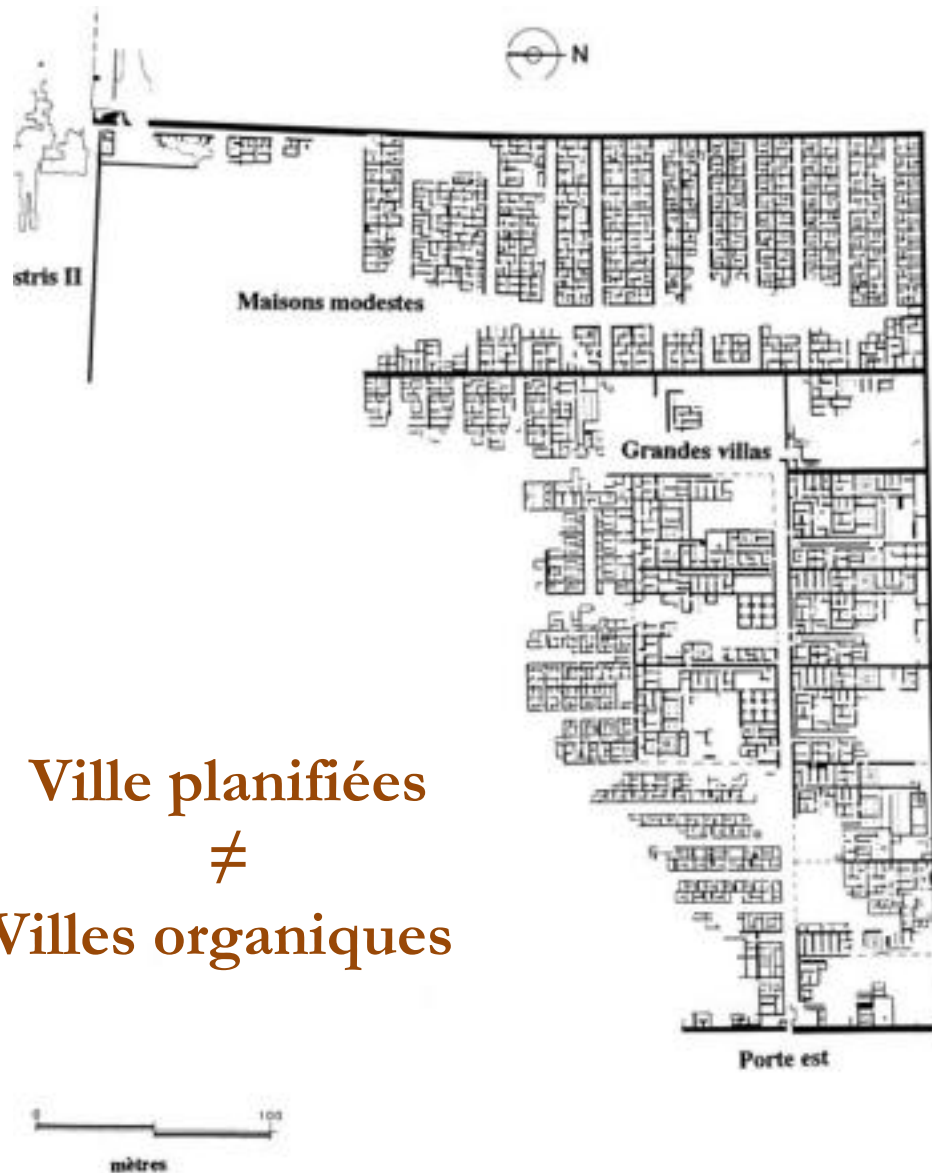 N
stris II
Maisons modestes
Grandes villas
Ville planifiées
≠
Villes organiques
Porte est
0 100
mètres